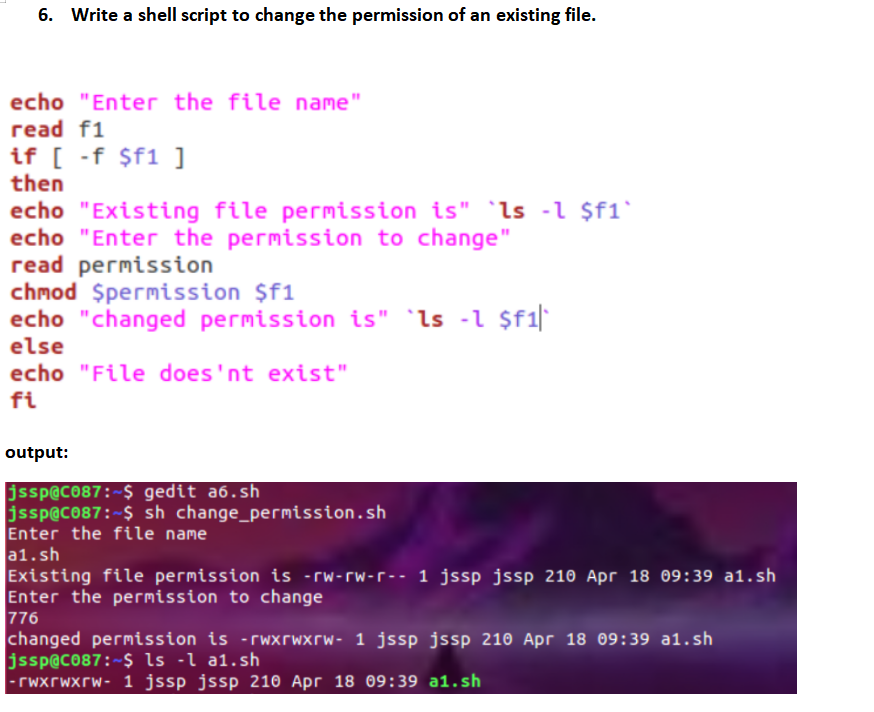 6. Write a shell script to change the permission of an existing file.
echo "Enter the file name"
read f1
if [ -f $f1 ]
then
echo "Existing file permission is" `ls -l $f1`
echo "Enter the permission to change"
read permission
chmod $permission $f1
echo "changed permission is" `ls -l $f1`
else
echo "File does'nt exist"
fi
output:
jssp@C087:~$ gedit a6.sh
jssp@C087:~$ sh change_permission.sh
Enter the file name
a1.sh
Existing file permission is -rw-rw-r-- 1 jssp jssp 210 Apr 18 09:39 a1.sh
Enter the permission to change
776
changed permission is -rwxrwxrw- 1 jssp jssp 210 Apr 18 09:39 a1.sh
jssp@C087:~$ ls -l a1.sh
-rwxrwxrw- 1 jssp jssp 210 Apr 18 09:39 a1.sh